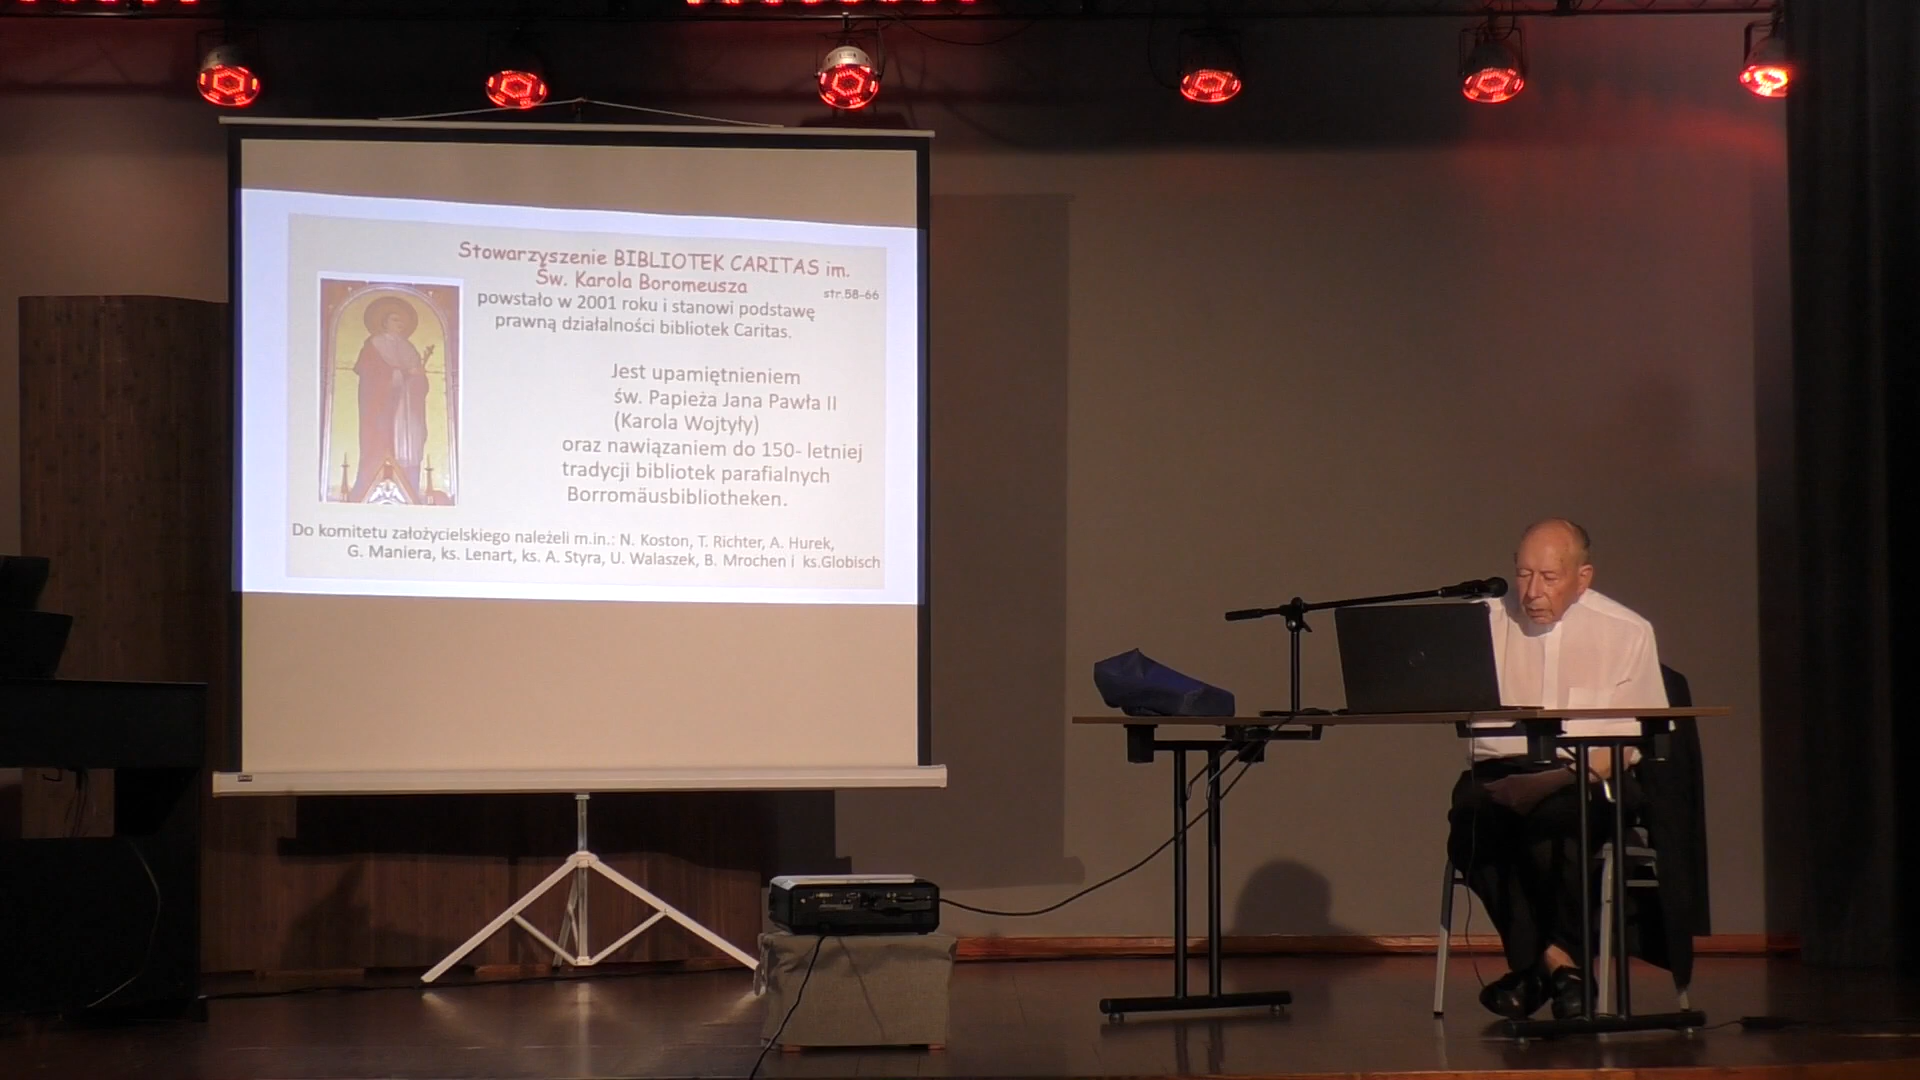 Stowarzyszenie BIBLIOTEK CARITAS im.
Św. Karola Boromeusza
str.58-66
powstało w 2001 roku i stanowi podstawę
prawną działalności bibliotek Caritas.
Jest upamiętnieniem
św. Papieża Jana Pawła II
(Karola Wojtyły)
oraz nawiązaniem do 150- letniej
tradycji bibliotek parafialnych
Borromäusbibliotheken.
Do komitetu założycielskiego należeli m.in.: N. Koston, T. Richter, A. Hurek,
G. Maniera, ks. Lenart, ks. A. Styra, U. Walaszek, B. Mrochen i ks.Globisch